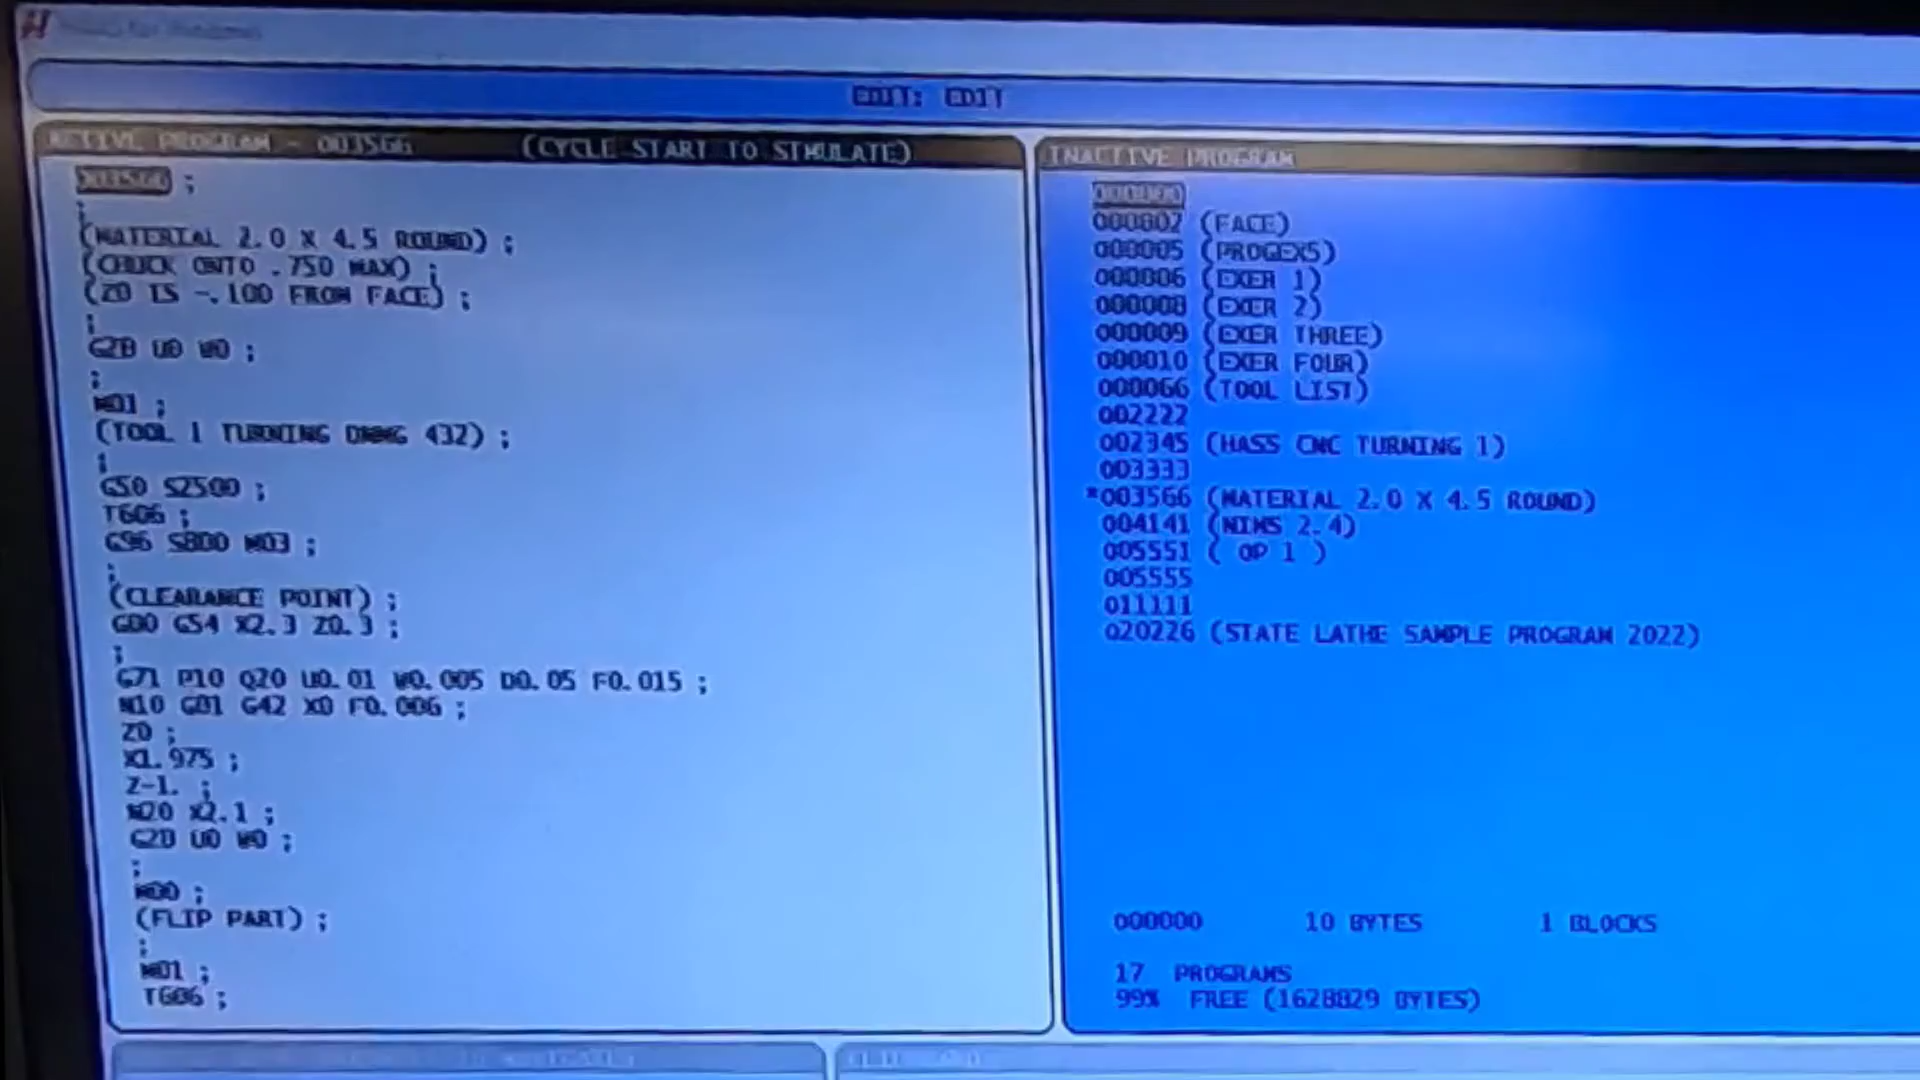 EDIT: EDIT
ACTIVE PROGRAM - O03566 (CYCLE START TO SIMULATE)
O03566 ;
;
(MATERIAL 2.0 X 4.5 ROUND) ;
(CHUCK ONTO .750 MAX) ;
(Z0 IS -.100 FROM FACE) ;
;
G28 U0 W0 ;
;
M01 ;
(TOOL 1 TURNING DNMG 432) ;
;
G50 S2500 ;
T606 ;
G96 S800 M03 ;
;
(CLEARANCE POINT) ;
G00 G54 X2.3 Z0.3 ;
;
G71 P10 Q20 U0.01 W0.005 D0.05 F0.015 ;
N10 G01 G42 X0 F0.006 ;
Z0 ;
X1.975 ;
Z-1. ;
N20 X2.1 ;
G28 U0 W0 ;
;
M00 ;
(FLIP PART) ;
;
M01 ;
T606 ;
INACTIVE PROGRAM
O00000
O00002 (FACE)
O00005 (PROGEX5)
O00006 (EXER 1)
O00008 (EXER 2)
O00009 (EXER THREE)
O00010 (EXER FOUR)
O00066 (TOOL LIST)
O02222
O02345 (HASS CNC TURNING 1)
O03333
*O03566 (MATERIAL 2.0 X 4.5 ROUND)
O04141 (NIMS 2.4)
O05551 ( OP 1 )
O05555
O11111
O20226 (STATE LATHE SAMPLE PROGRAM 2022)
O00000 10 BYTES 1 BLOCKS
17 PROGRAMS
99% FREE (1628829 BYTES)